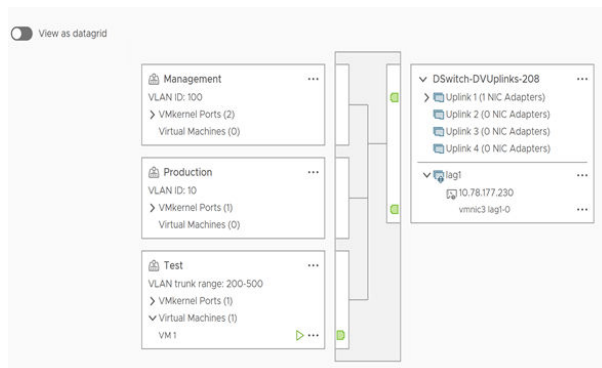 View as datagrid
Management
VLAN ID: 100
VMkernel Ports (2)
Virtual Machines (0)
Production
VLAN ID: 10
VMkernel Ports (1)
Virtual Machines (0)
Test
VLAN trunk range: 200-500
VMkernel Ports (1)
Virtual Machines (1)
VM 1
DSwitch-DVUplinks-208
Uplink 1 (1 NIC Adapters)
Uplink 2 (0 NIC Adapters)
Uplink 3 (0 NIC Adapters)
Uplink 4 (0 NIC Adapters)
lag1
10.78.177.230
vmnic3 lag1-0